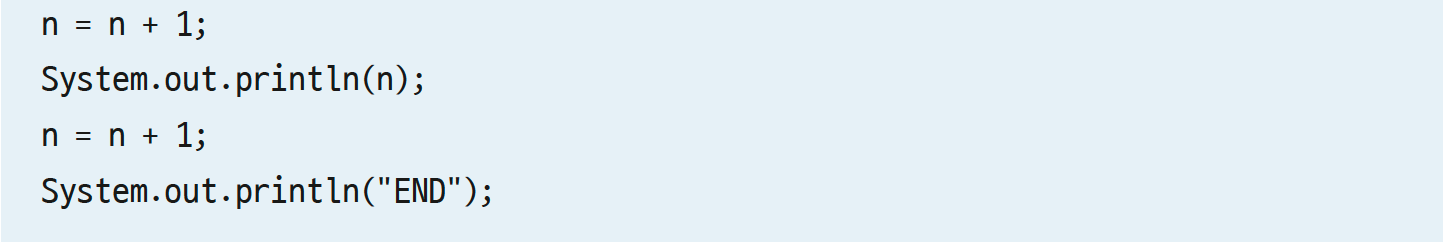 n = n + 1;
System.out.println(n);
n = n + 1;
System.out.println("END");